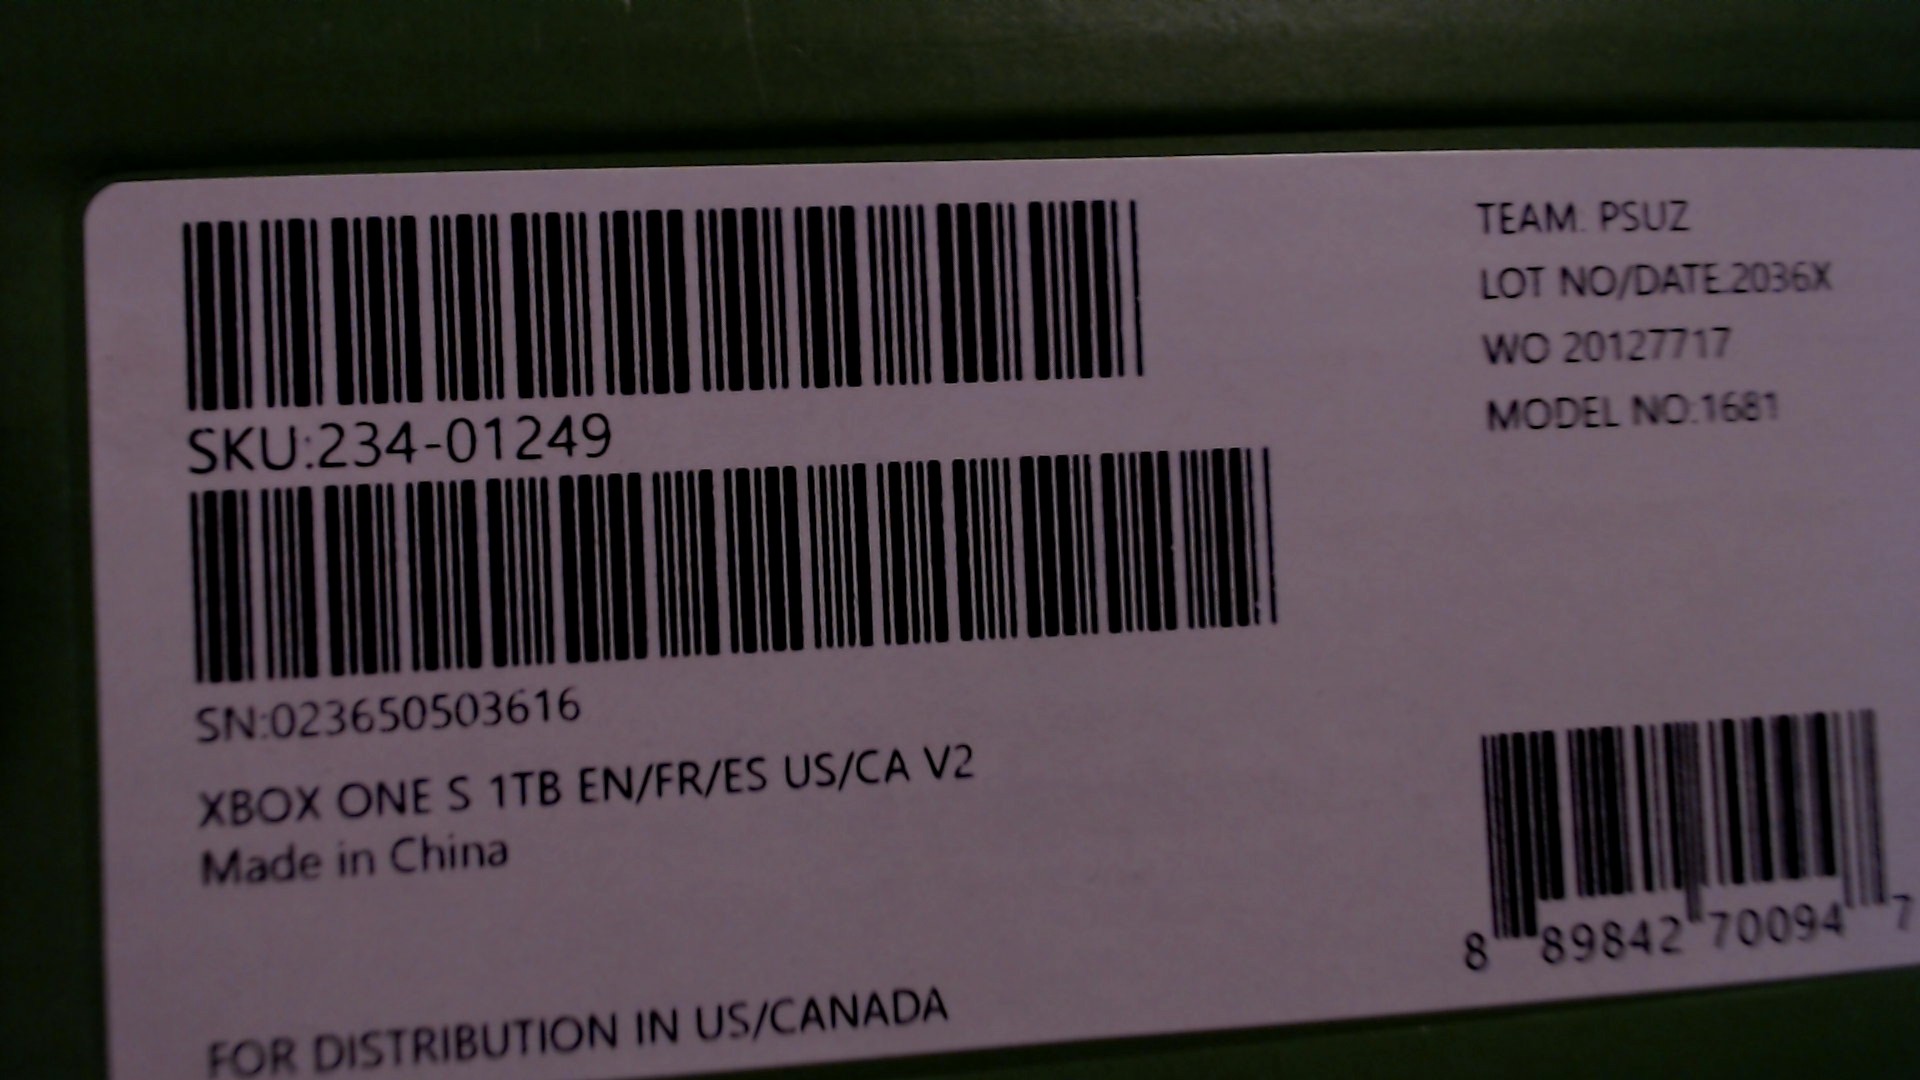 SKU:234-01249
SN:023650503616
XBOX ONE S 1TB EN/FR/ES US/CA V2
Made in China
FOR DISTRIBUTION IN US/CANADA
TEAM. PSUZ
LOT NO/DATE.2036X
WO 20127717
MODEL NO.:1681
8 89842 70094 7